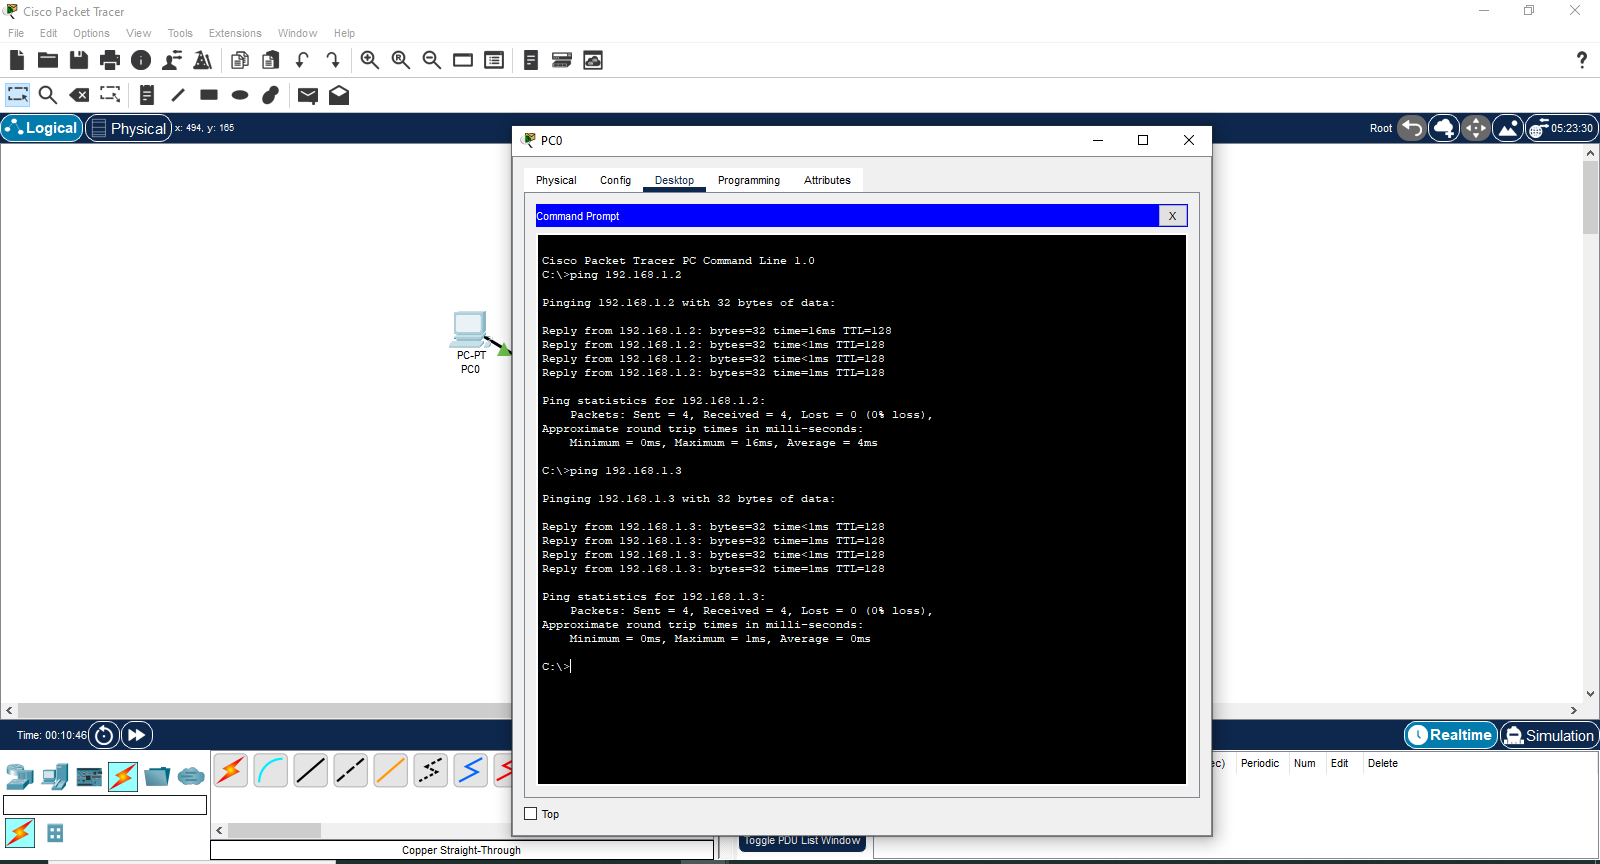 Cisco Packet Tracer
File Edit Options View Tools Extensions Window Help
Logical Physical x: 494, y: 165
Root 05:23:30
PC0
Physical Config Desktop Programming Attributes
Command Prompt X
Cisco Packet Tracer PC Command Line 1.0
C:\>ping 192.168.1.2
Pinging 192.168.1.2 with 32 bytes of data:
Reply from 192.168.1.2: bytes=32 time=16ms TTL=128
Reply from 192.168.1.2: bytes=32 time<1ms TTL=128
Reply from 192.168.1.2: bytes=32 time<1ms TTL=128
Reply from 192.168.1.2: bytes=32 time=1ms TTL=128
Ping statistics for 192.168.1.2:
Packets: Sent = 4, Received = 4, Lost = 0 (0% loss),
Approximate round trip times in milli-seconds:
Minimum = 0ms, Maximum = 16ms, Average = 4ms
C:\>ping 192.168.1.3
Pinging 192.168.1.3 with 32 bytes of data:
Reply from 192.168.1.3: bytes=32 time<1ms TTL=128
Reply from 192.168.1.3: bytes=32 time=1ms TTL=128
Reply from 192.168.1.3: bytes=32 time<1ms TTL=128
Reply from 192.168.1.3: bytes=32 time=1ms TTL=128
Ping statistics for 192.168.1.3:
Packets: Sent = 4, Received = 4, Lost = 0 (0% loss),
Approximate round trip times in milli-seconds:
Minimum = 0ms, Maximum = 1ms, Average = 0ms
C:\>
Top
PC-PT
PC0
Time: 00:10:46
Realtime Simulation
ec) Periodic Num Edit Delete
Toggle PDU List Window
Copper Straight-Through